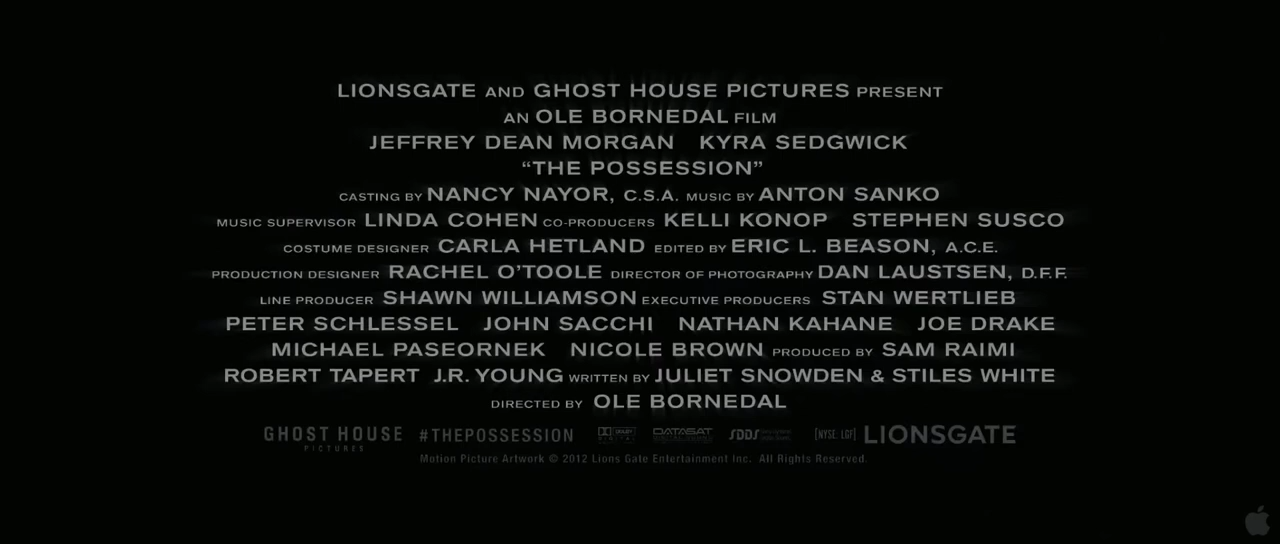 LIONSGATE AND GHOST HOUSE PICTURES PRESENT
AN OLE BORNEDAL FILM
JEFFREY DEAN MORGAN KYRA SEDGWICK
“THE POSSESSION”
CASTING BY NANCY NAYOR, C.S.A. MUSIC BY ANTON SANKO
MUSIC SUPERVISOR LINDA COHEN CO-PRODUCERS KELLI KONOP STEPHEN SUSCO
COSTUME DESIGNER CARLA HETLAND EDITED BY ERIC L. BEASON, A.C.E.
PRODUCTION DESIGNER RACHEL O’TOOLE DIRECTOR OF PHOTOGRAPHY DAN LAUSTSEN, D.F.F.
LINE PRODUCER SHAWN WILLIAMSON EXECUTIVE PRODUCERS STAN WERTLIEB
PETER SCHLESSEL JOHN SACCHI NATHAN KAHANE JOE DRAKE
MICHAEL PASEORNEK NICOLE BROWN PRODUCED BY SAM RAIMI
ROBERT TAPERT J.R. YOUNG WRITTEN BY JULIET SNOWDEN & STILES WHITE
DIRECTED BY OLE BORNEDAL
GHOST HOUSE PICTURES #THEPOSSESSION DATASAT SDDS [NYSE: LGF] LIONSGATE
Motion Picture Artwork © 2012 Lions Gate Entertainment Inc. All Rights Reserved.